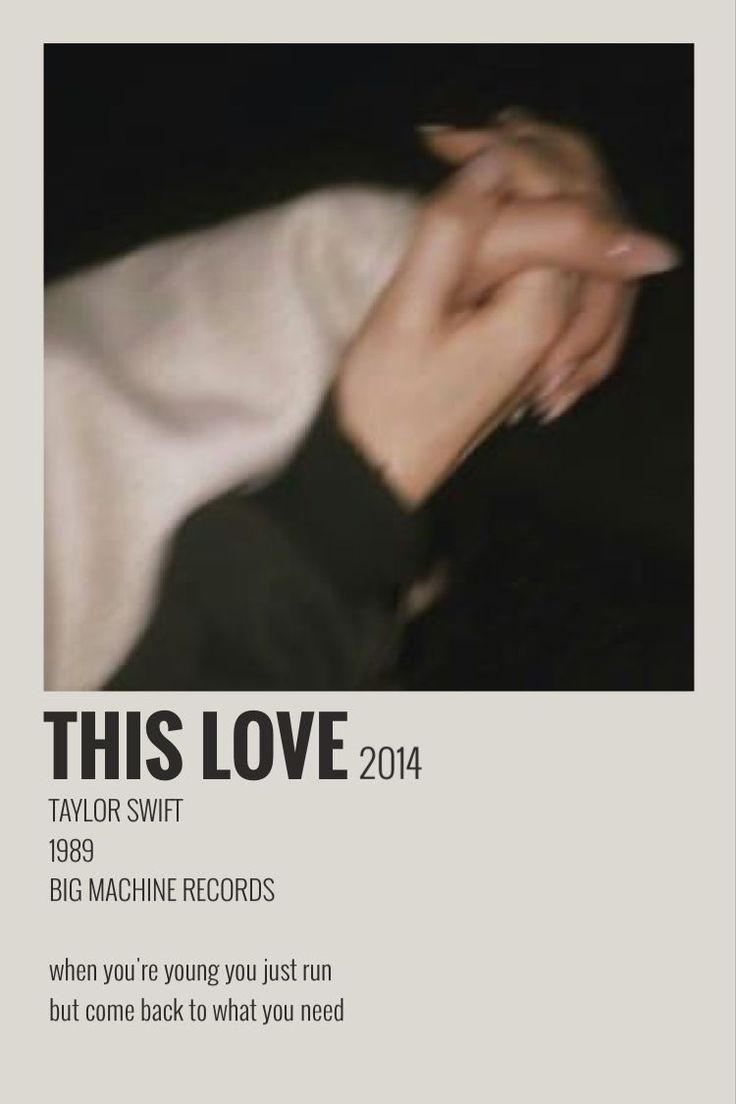 THIS LOVE 2014
TAYLOR SWIFT
1989
BIG MACHINE RECORDS
when you're young you just run
but come back to what you need